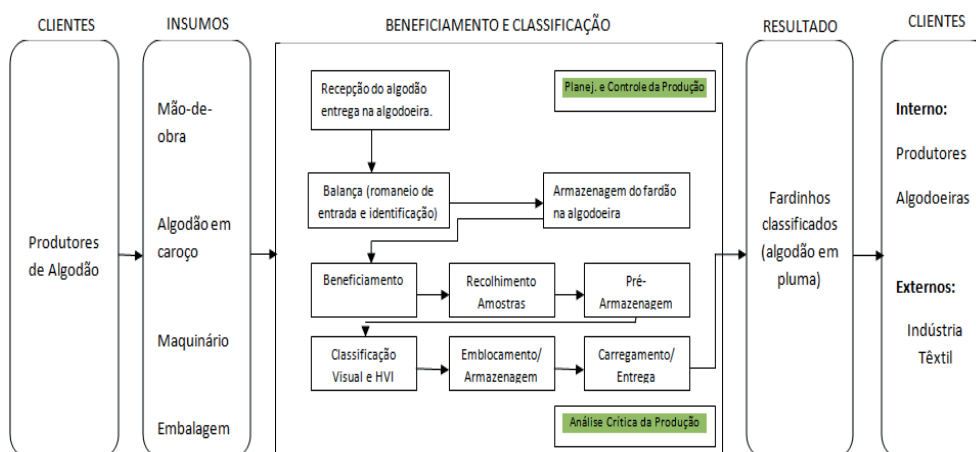 CLIENTES
INSUMOS
BENEFICIAMENTO E CLASSIFICAÇÃO
RESULTADO
CLIENTES
Produtores
de Algodão
Mão-de-
obra
Algodão em
caroço
Maquinário
Embalagem
Recepção do algodão
entrega na algodoeira.
Planej. e Controle da Produção
Balança (romaneio de
entrada e identificação)
Armazenagem do fardão
na algodoeira
Beneficiamento
Recolhimento
Amostras
Pré-
Armazenagem
Classificação
Visual e HVI
Emblocamento/
Armazenagem
Carregamento/
Entrega
Análise Crítica da Produção
Fardinhos
classificados
(algodão em
pluma)
Interno:
Produtores
Algodoeiras
Externos:
Indústria
Têxtil